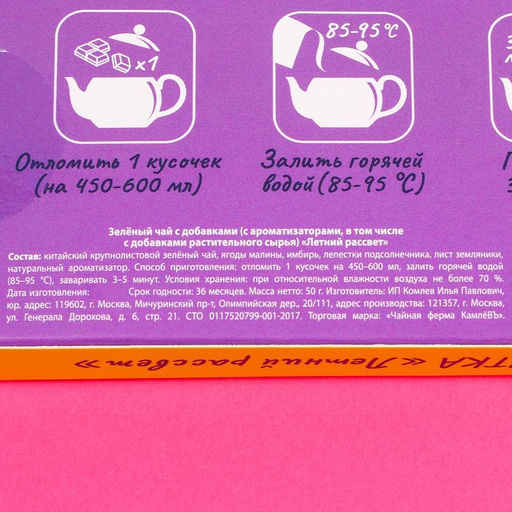 x1
85-95°C
Отломить 1 кусочек
(на 450-600 мл)
Залить горячей
водой (85-95 °C)
Зелёный чай с добавками (с ароматизаторами, в том числе
с добавками растительного сырья) «Летний рассвет»
Состав: китайский крупнолистовой зелёный чай, ягоды малины, имбирь, лепестки подсолнечника, лист земляники,
натуральный ароматизатор. Способ приготовления: отломить 1 кусочек на 450–600 мл, залить горячей водой
(85–95 °C), заваривать 3–5 минут. Условия хранения: при относительной влажности воздуха не более 70 %.
Дата изготовления: Срок годности: 36 месяцев. Масса нетто: 50 г. Изготовитель: ИП Комлев Илья Павлович,
юр. адрес: 119602, г. Москва, Мичуринский пр-т, Олимпийская дер., 20/111, адрес производства: 121357, г. Москва,
ул. Генерала Дорохова, д. 6, стр. 21. СТО 0117520799-001-2017. Торговая марка: «Чайная ферма КамлёВЪ».
ТКА « Летний рассвет »